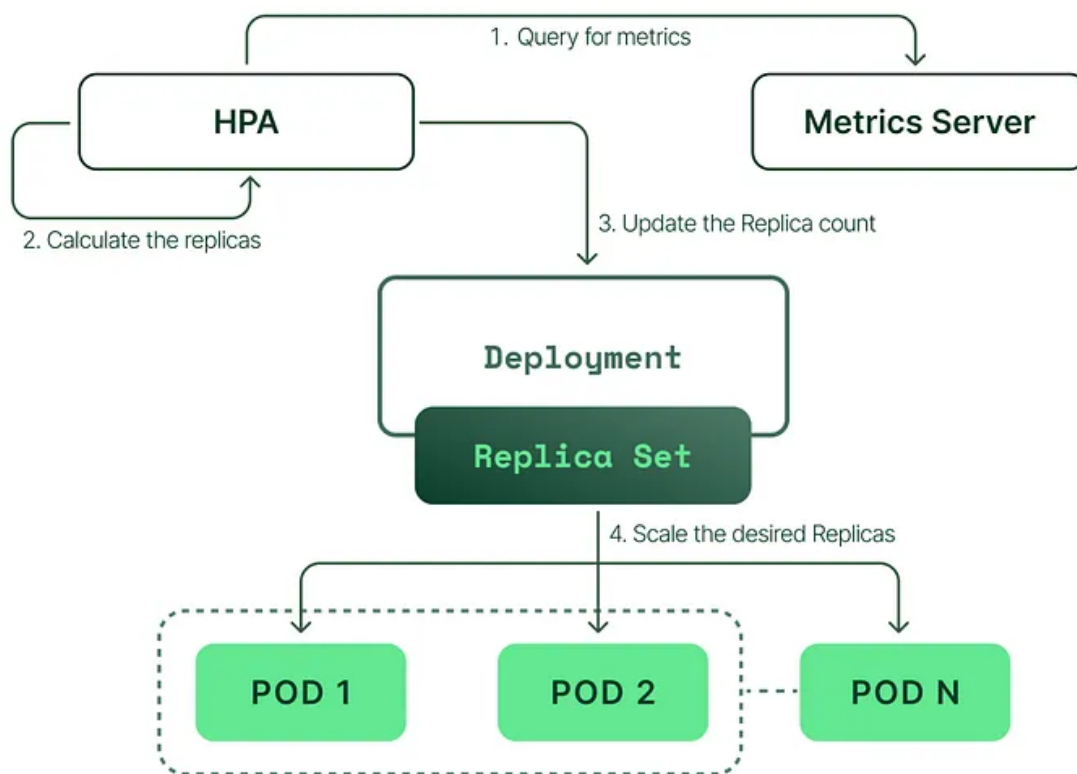 1. Query for metrics
HPA
Metrics Server
2. Calculate the replicas
3. Update the Replica count
Deployment
Replica Set
4. Scale the desired Replicas
POD 1
POD 2
POD N